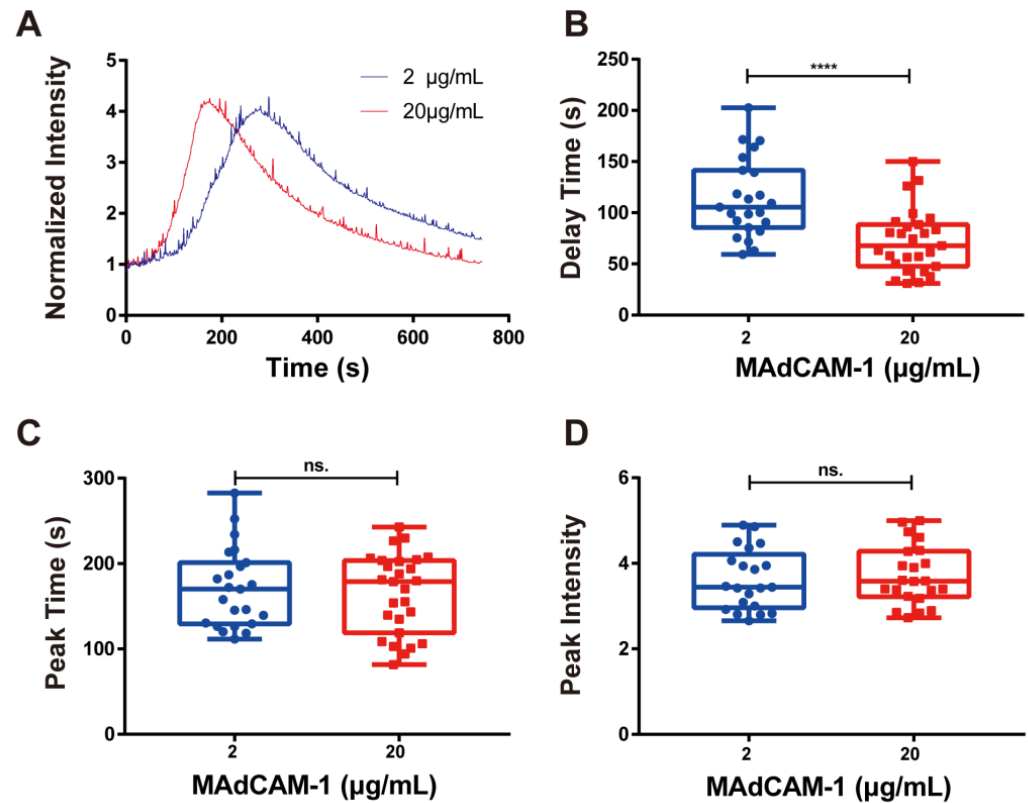 A
Normalized Intensity
5
4
3
2
1
0
2 µg/mL
20µg/mL
0
200
400
600
800
Time (s)
B
Delay Time (s)
250
200
150
100
50
0
****
2
20
MAdCAM-1 (µg/mL)
C
Peak Time (s)
300
200
100
0
ns.
2
20
MAdCAM-1 (µg/mL)
D
Peak Intensity
6
4
2
0
ns.
2
20
MAdCAM-1 (µg/mL)